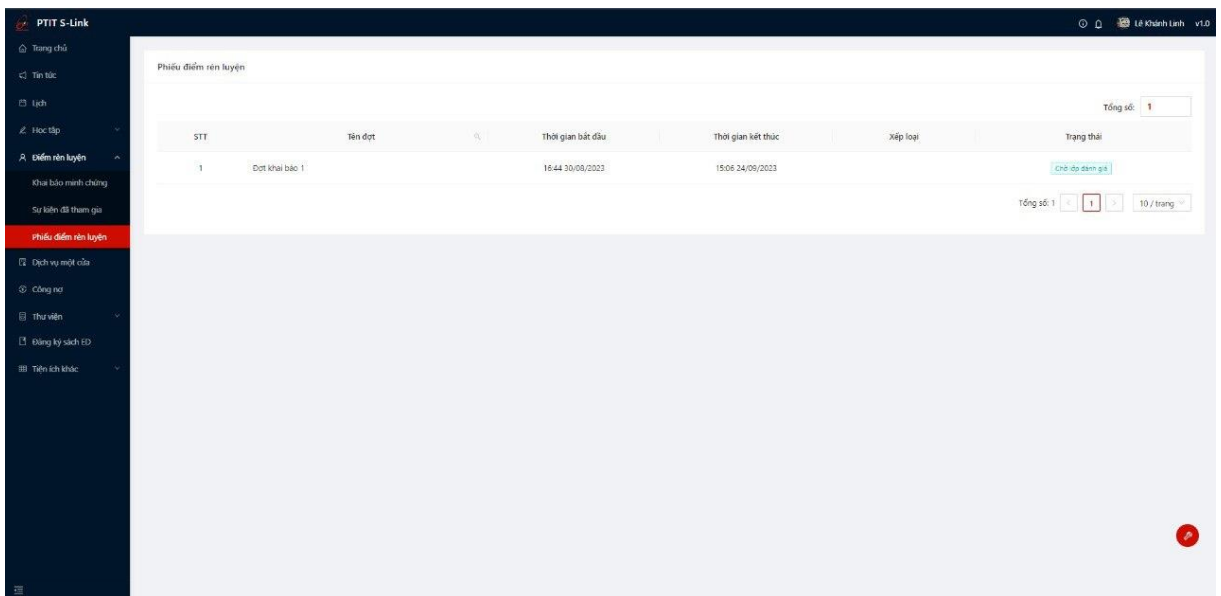 PTIT S-Link
Lê Khánh Linh v1.0
Trang chủ
Tin tức
Lịch
Học tập
Điểm rèn luyện
Khai báo minh chứng
Sự kiện đã tham gia
Phiếu điểm rèn luyện
Dịch vụ một cửa
Công nợ
Thư viện
Đăng ký sách ED
Tiện ích khác
Phiếu điểm rèn luyện
Tổng số: 1
STT Tên đợt Thời gian bắt đầu Thời gian kết thúc Xếp loại Trạng thái
1 Đợt khai báo 1 16:44 30/08/2023 15:06 24/09/2023 Chờ lớp đánh giá
Tổng số: 1 < 1 > 10 / trang